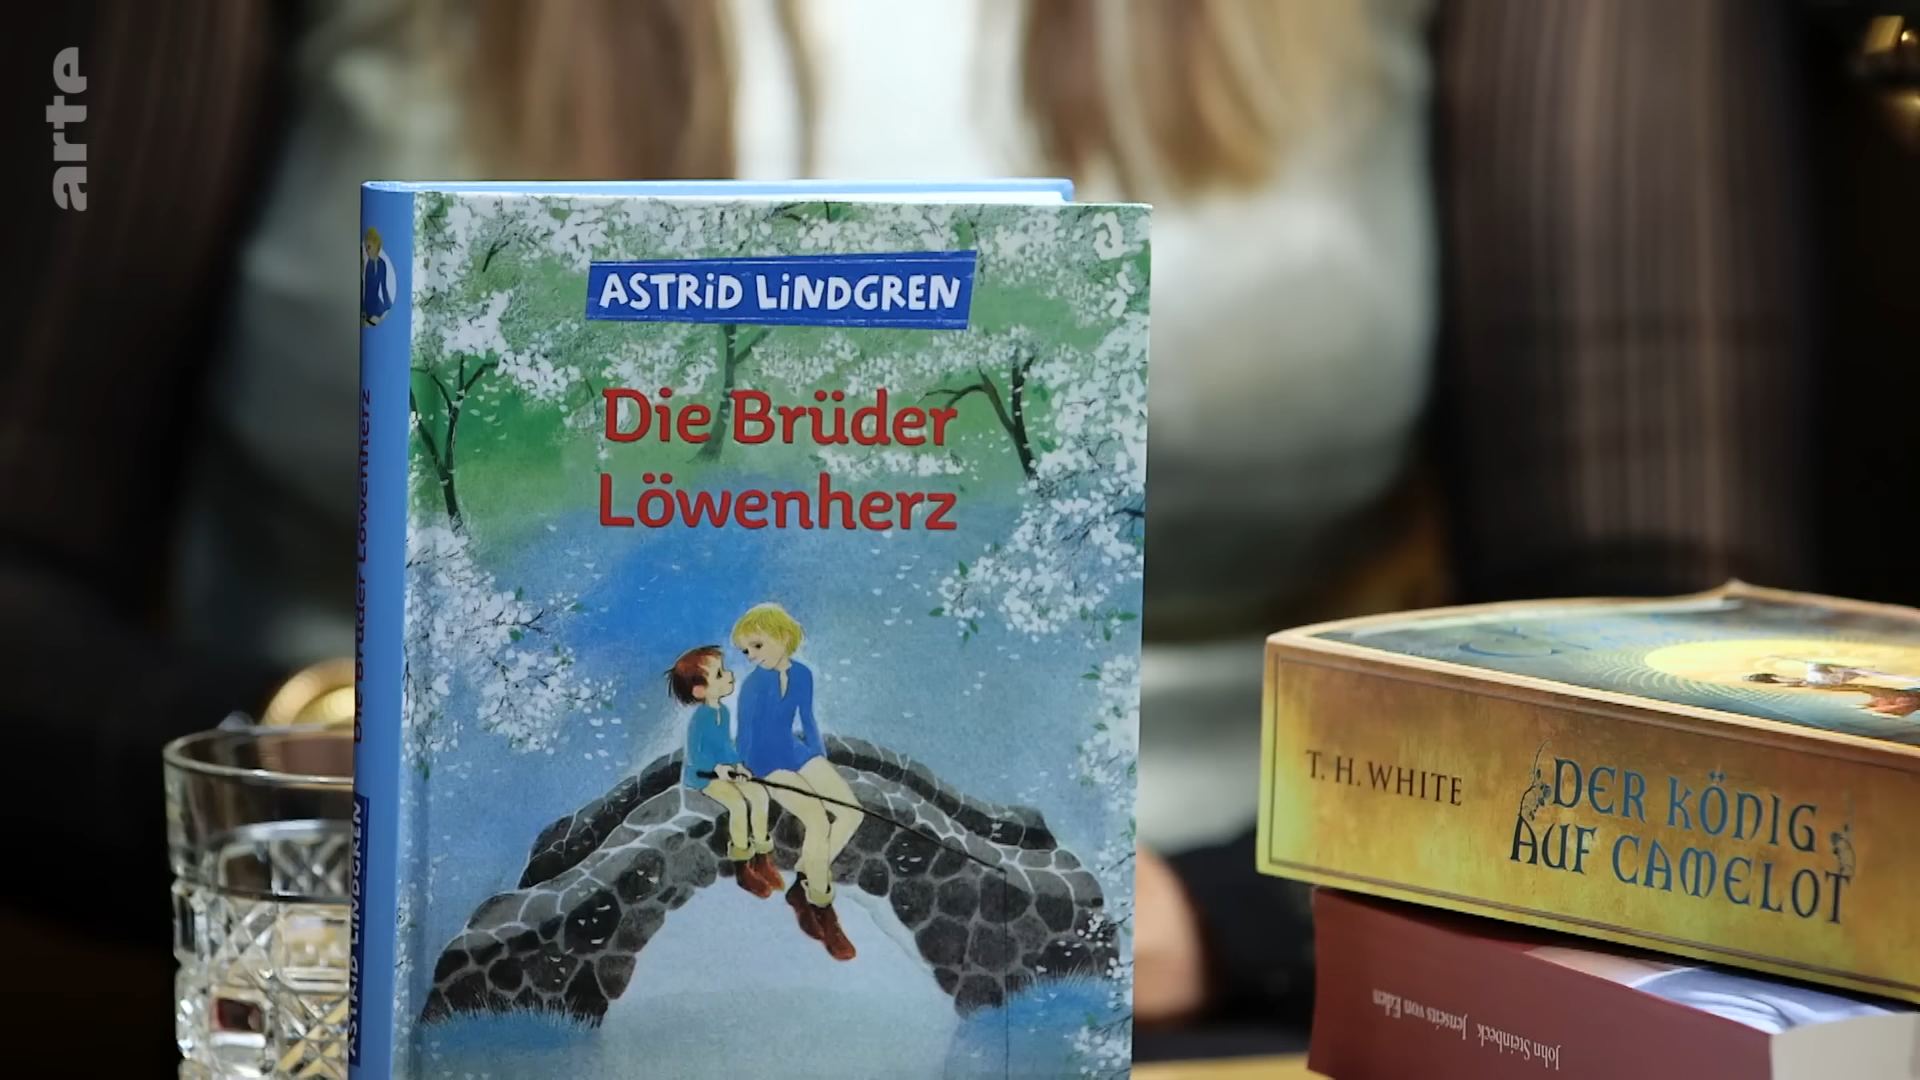 arte
ASTRID LINDGREN
Die Brüder
Löwenherz
Die Brüder Löwenherz
ASTRID LINDGREN
T. H. WHITE
DER KÖNIG
AUF CAMELOT
John Steinbeck Jenseits von Eden